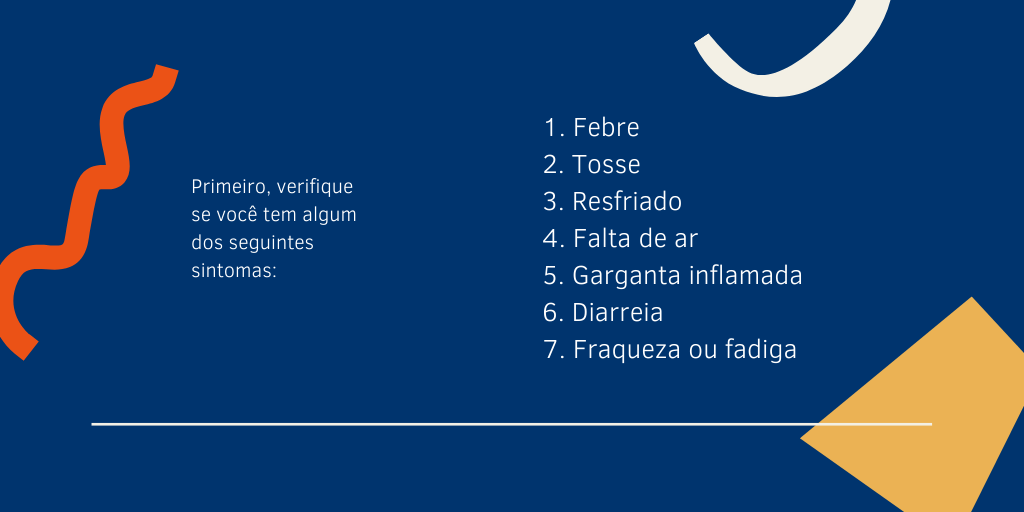 Primeiro, verifique
se você tem algum
dos seguintes
sintomas:
1. Febre
2. Tosse
3. Resfriado
4. Falta de ar
5. Garganta inflamada
6. Diarreia
7. Fraqueza ou fadiga